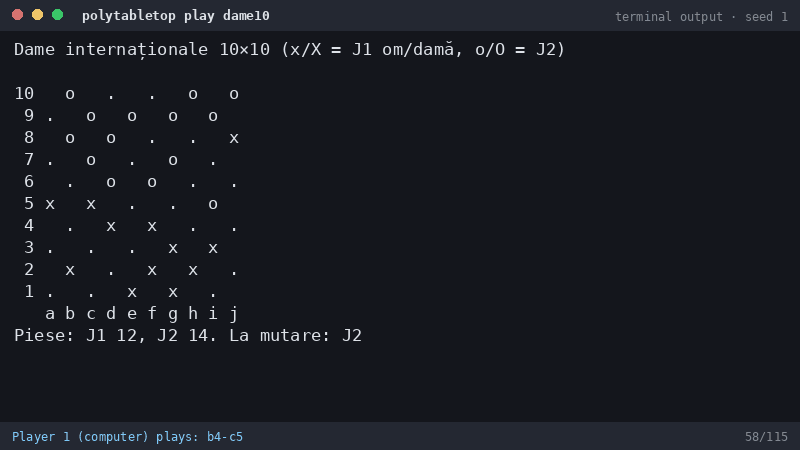 polytabletop play dame10
terminal output · seed 1
Dame internaționale 10×10 (x/X = J1 om/damă, o/O = J2)
10   o   .   .   o   o
 9 .   o   o   o   o
 8   o   o   .   .   x
 7 .   o   .   o   .
 6   .   o   o   .   .
 5 x   x   .   .   o
 4   .   x   x   .   .
 3 .   .   .   x   x
 2   x   .   x   x   .
 1 .   .   x   x   .
   a b c d e f g h i j
Piese: J1 12, J2 14. La mutare: J2
Player 1 (computer) plays: b4-c5
58/115